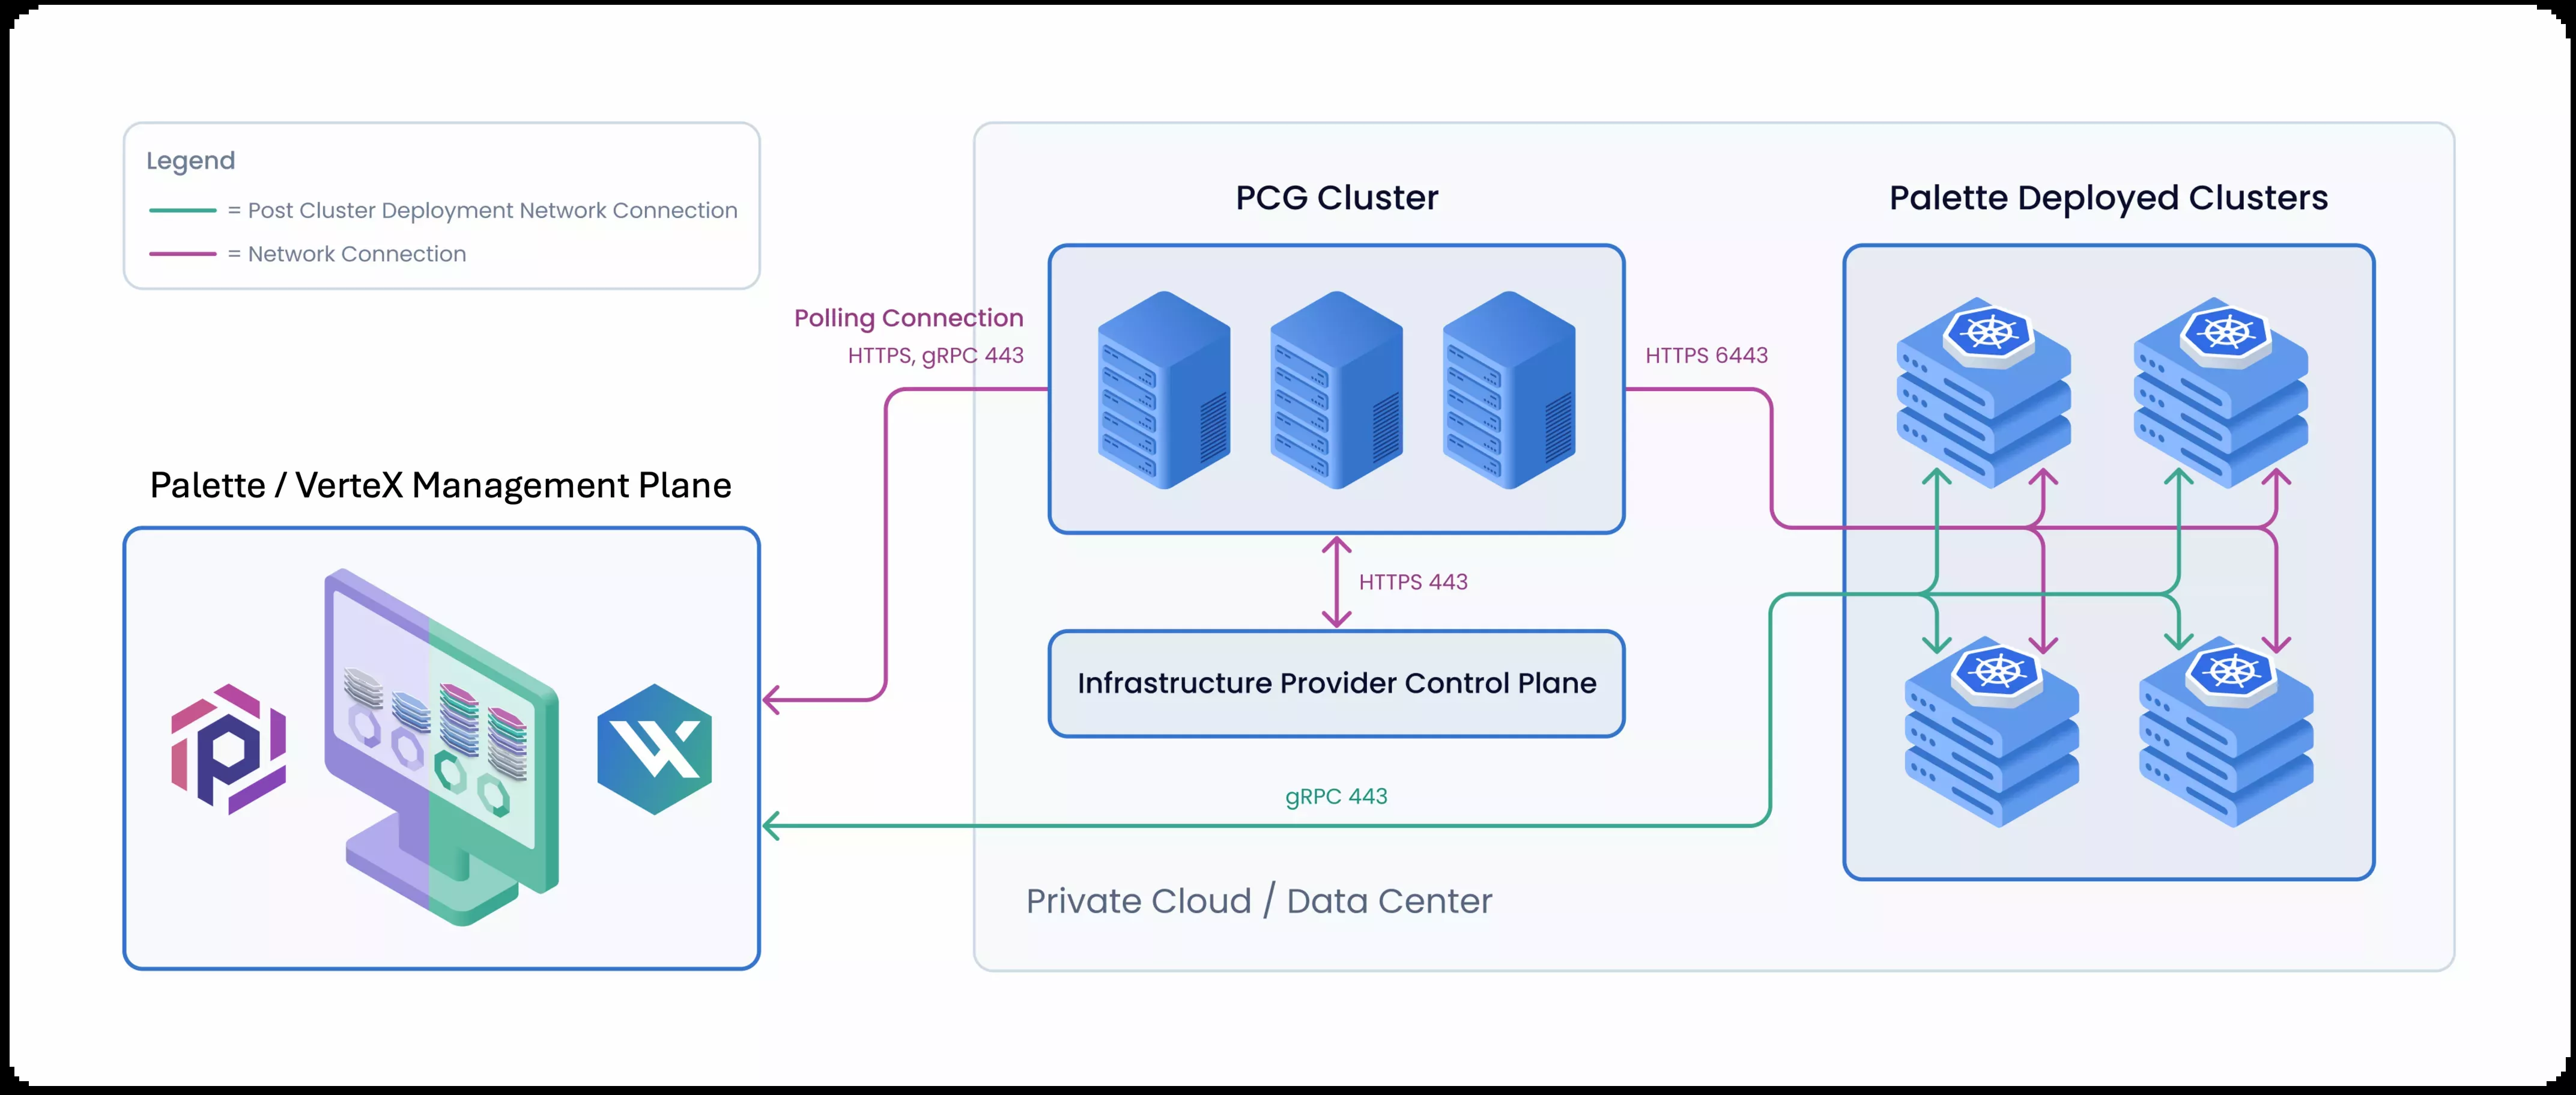 Legend
= Post Cluster Deployment Network Connection
= Network Connection
PCG Cluster
Palette Deployed Clusters
Polling Connection
HTTPS, gRPC 443
HTTPS 6443
Palette / VerteX Management Plane
HTTPS 443
Infrastructure Provider Control Plane
gRPC 443
Private Cloud / Data Center